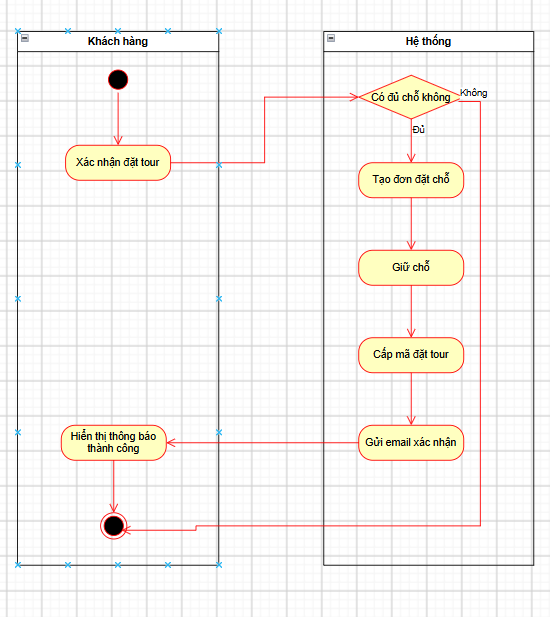 Khách hàng
Hệ thống
Có đủ chỗ không
Không
Đủ
Xác nhận đặt tour
Tạo đơn đặt chỗ
Giữ chỗ
Cấp mã đặt tour
Hiển thị thông báo
thành công
Gửi email xác nhận